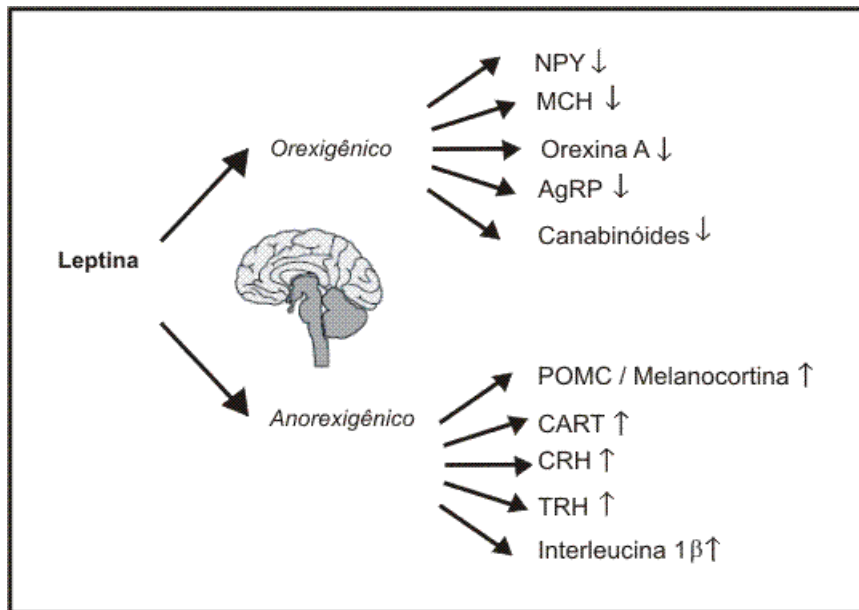 NPY ↓
MCH ↓
Orexigênico
Orexina A ↓
AgRP ↓
Canabinóides ↓
Leptina
POMC / Melanocortina ↑
Anorexigênico
CART ↑
CRH ↑
TRH ↑
Interleucina 1β↑